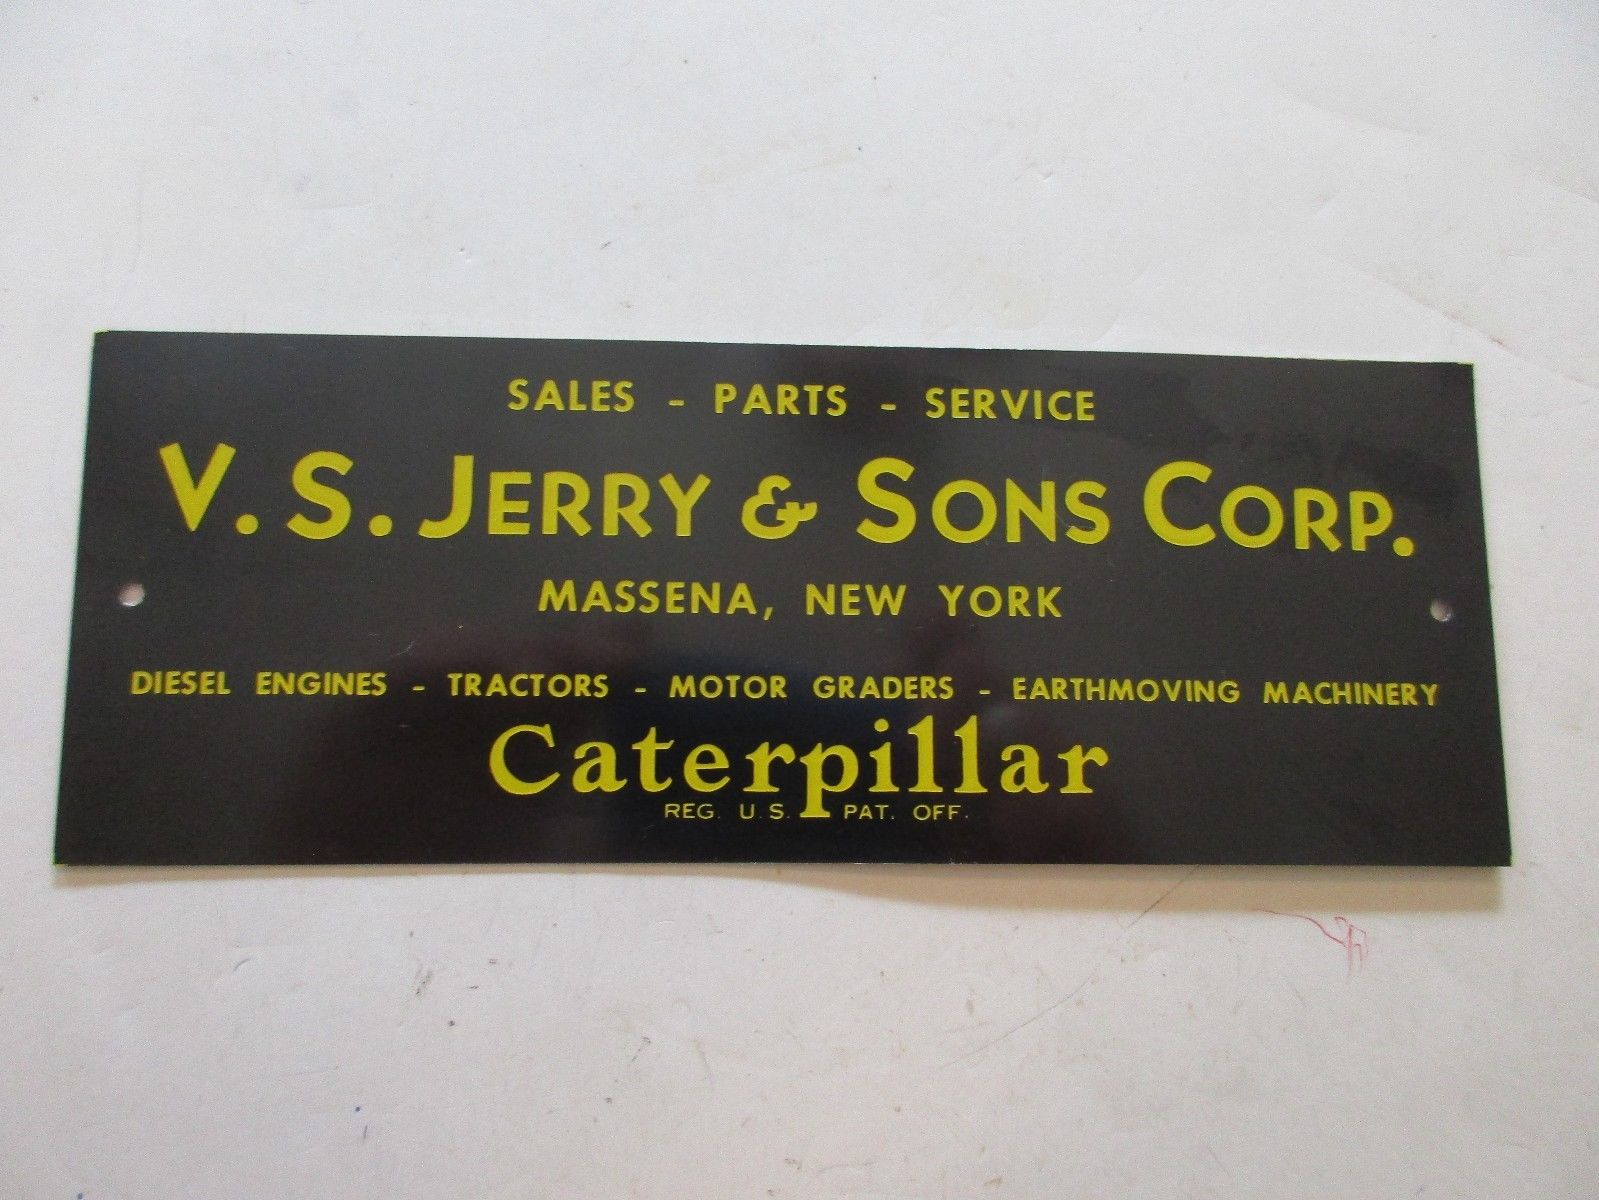 SALES - PARTS - SERVICE
V. S. JERRY & SONS CORP.
MASSENA, NEW YORK
DIESEL ENGINES - TRACTORS - MOTOR GRADERS - EARTHMOVING MACHINERY
Caterpillar
REG. U.S. PAT. OFF.